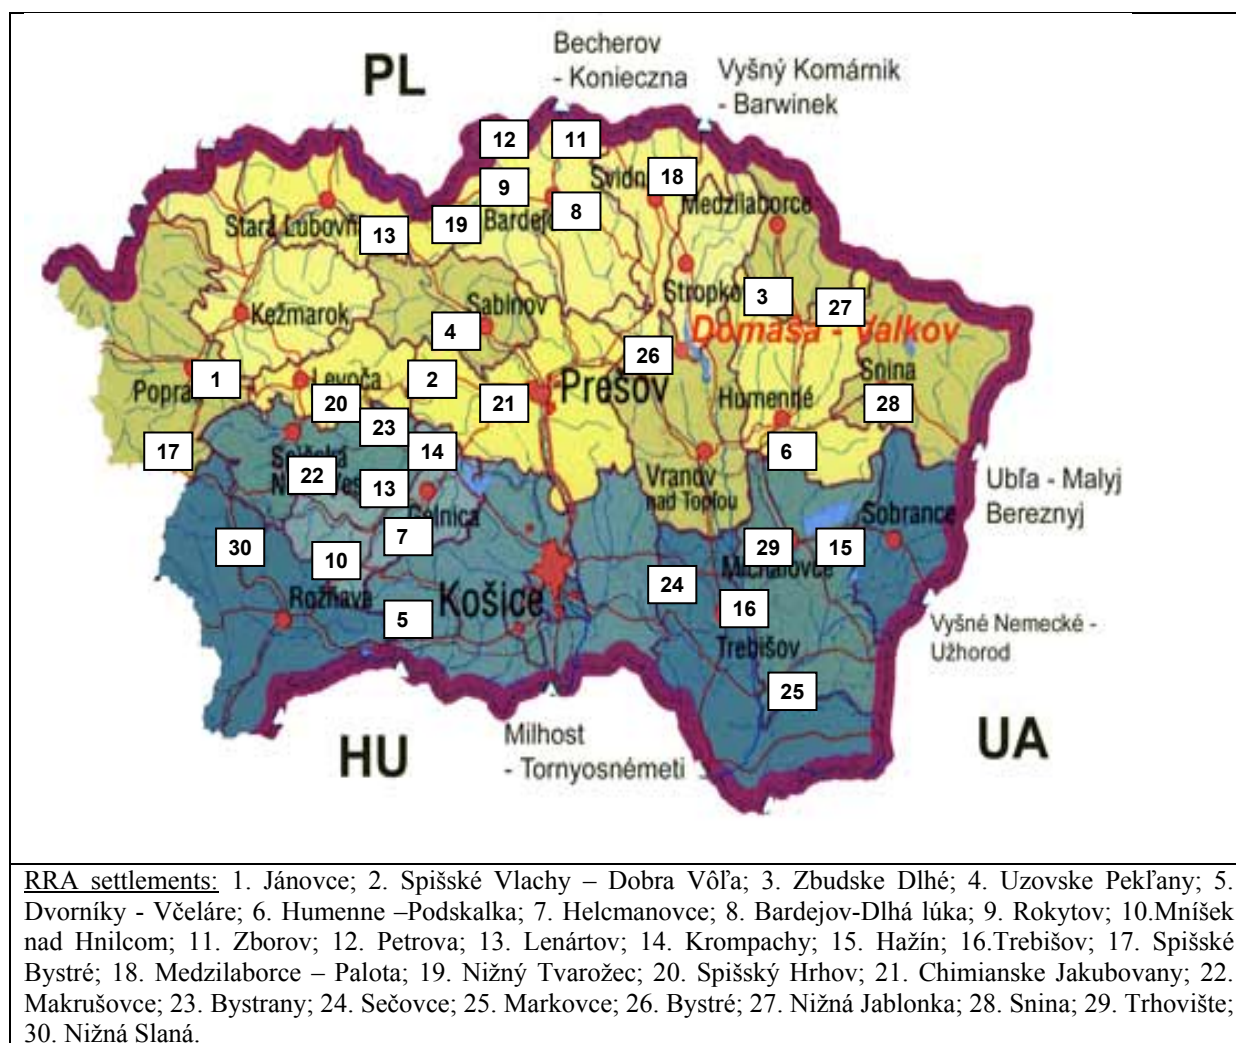 PL
Becherov
- Konieczna
Vyšný Komárnik
- Barwinek
12
11
9
18
Svidn
Medzilaborce
8
Bardejo
19
13
Stará Ľubovň
3
27
Stropko
Kežmarok
Sabinov
4
Domaša - Valkov
26
1
Poprad
Levoča
2
Prešov
Snina
20
21
Humenné
28
23
17
14
6
22
13
Vranov
nad Topľou
Ubľa - Malyj
Bereznyj
Gelnica
Sobrance
7
30
10
29
15
Michalovce
24
Rožňava
Košice
16
5
Vyšné Nemecké -
Užhorod
Trebišov
25
HU
Milhost
- Tornyosnémeti
UA
RRA settlements: 1. Jánovce; 2. Spišské Vlachy – Dobra Vôľa; 3. Zbudske Dlhé; 4. Uzovske Pekľany; 5.
Dvorníky - Včeláre; 6. Humenne –Podskalka; 7. Helcmanovce; 8. Bardejov-Dlhá lúka; 9. Rokytov; 10.Mníšek
nad Hnilcom; 11. Zborov; 12. Petrova; 13. Lenártov; 14. Krompachy; 15. Hažín; 16.Trebišov; 17. Spišské
Bystré; 18. Medzilaborce – Palota; 19. Nižný Tvarožec; 20. Spišský Hrhov; 21. Chimianske Jakubovany; 22.
Makrušovce; 23. Bystrany; 24. Sečovce; 25. Markovce; 26. Bystré; 27. Nižná Jablonka; 28. Snina; 29. Trhovište;
30. Nižná Slaná.